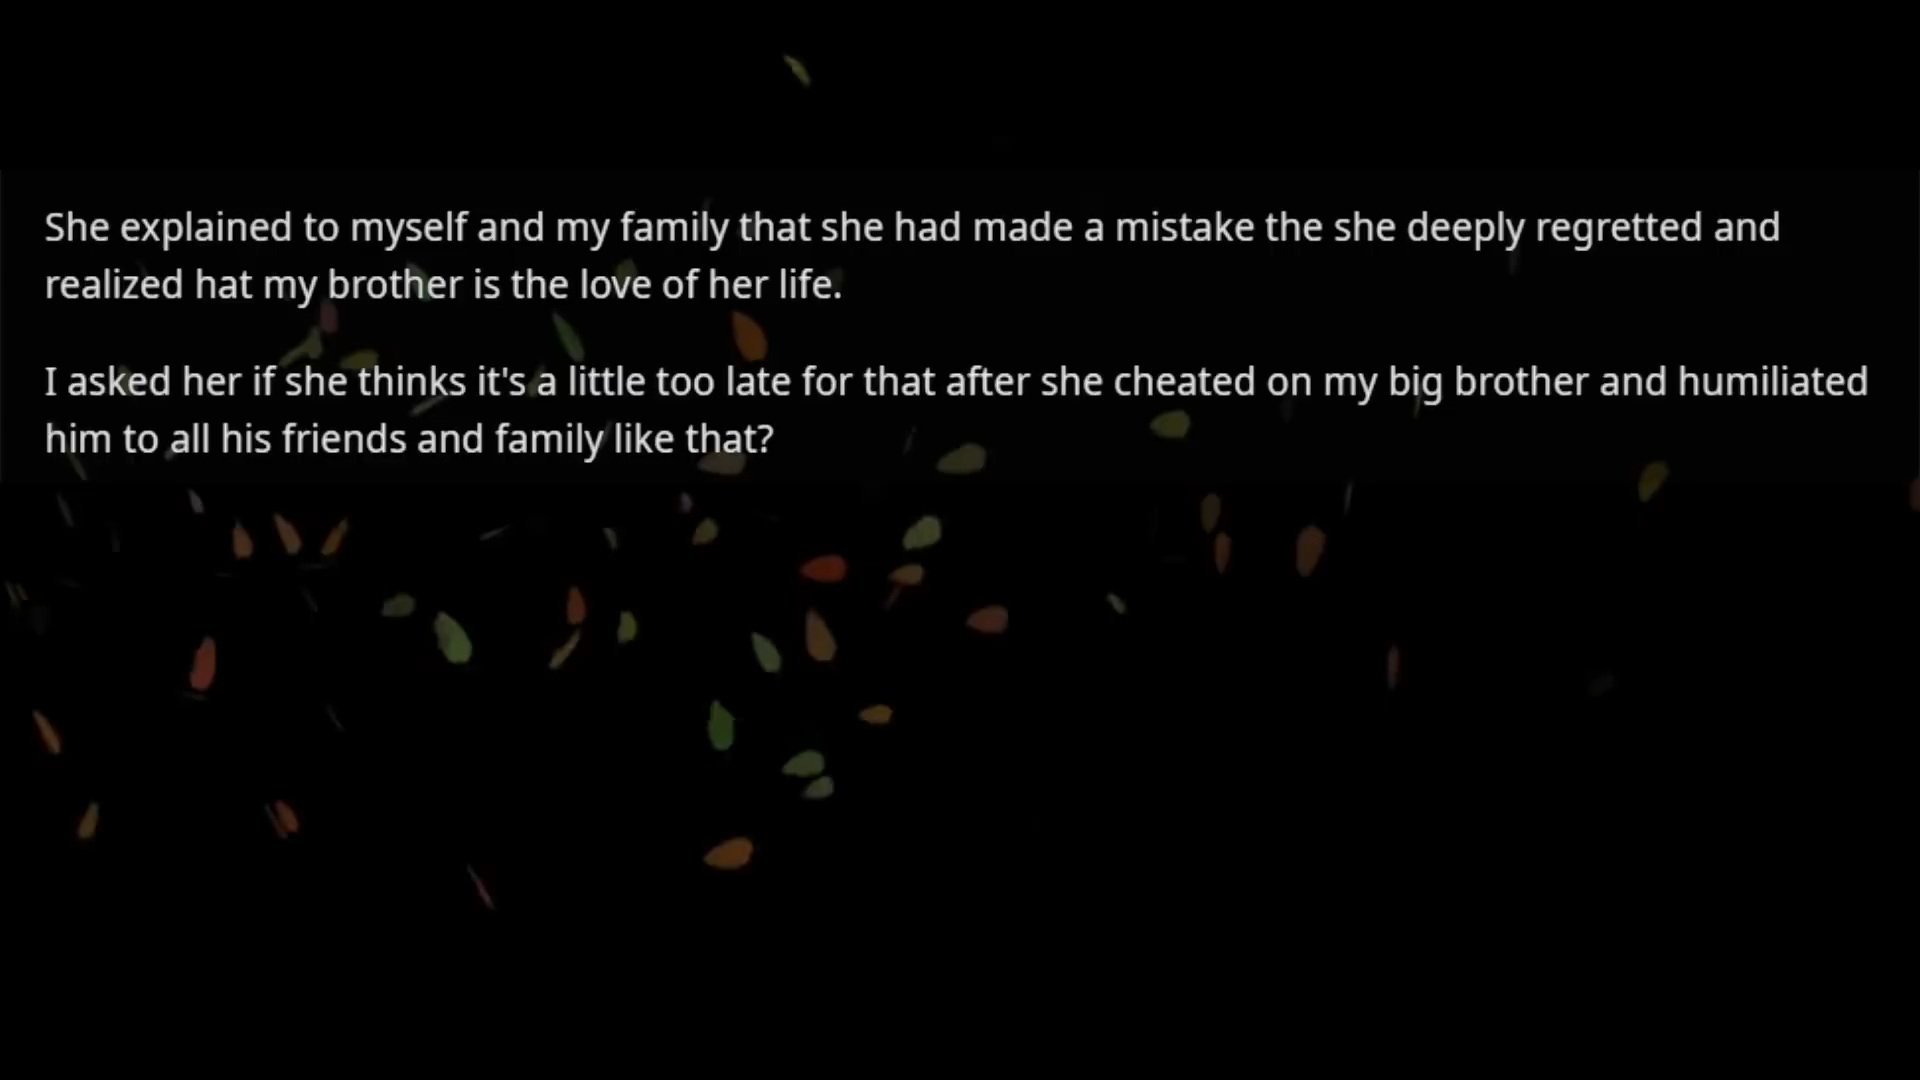 She explained to myself and my family that she had made a mistake the she deeply regretted and
realized hat my brother is the love of her life.
I asked her if she thinks it's a little too late for that after she cheated on my big brother and humiliated
him to all his friends and family like that?